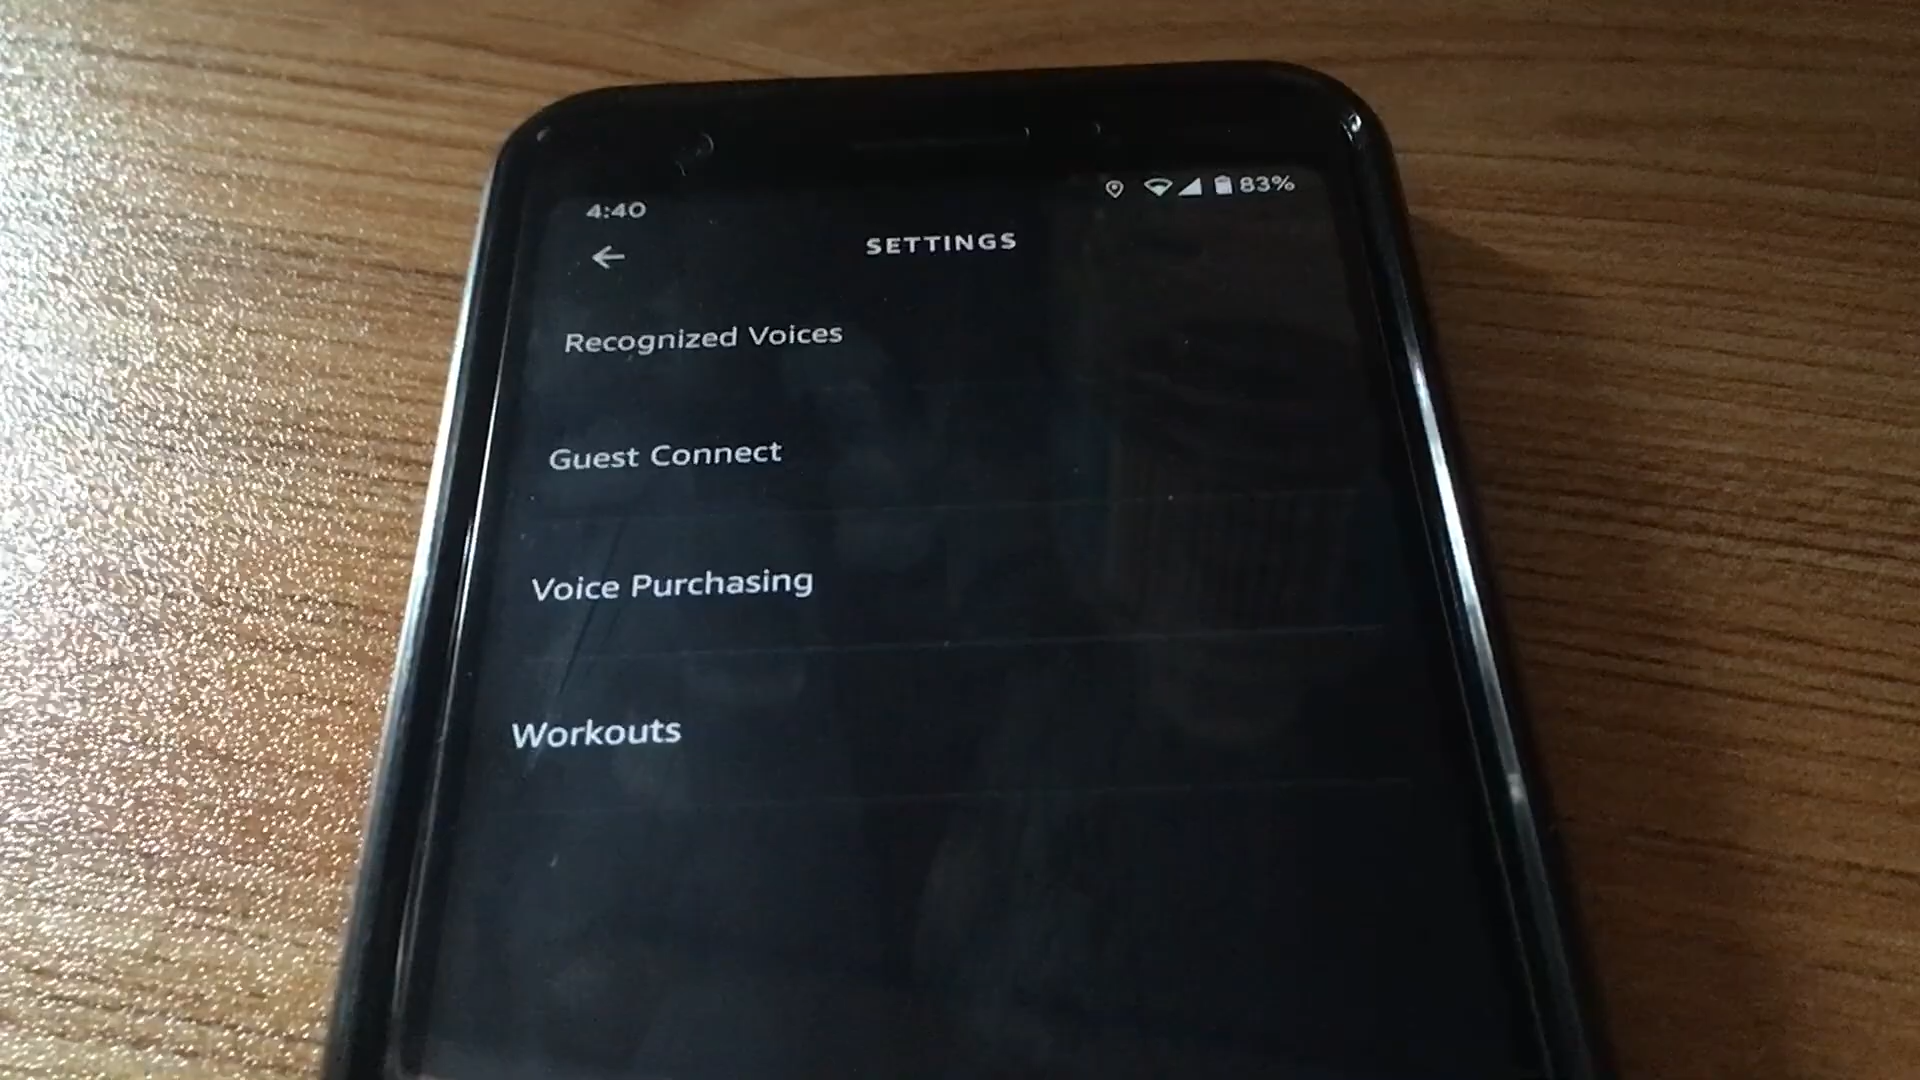 4:40
83%
SETTINGS
Recognized Voices
Guest Connect
Voice Purchasing
Workouts